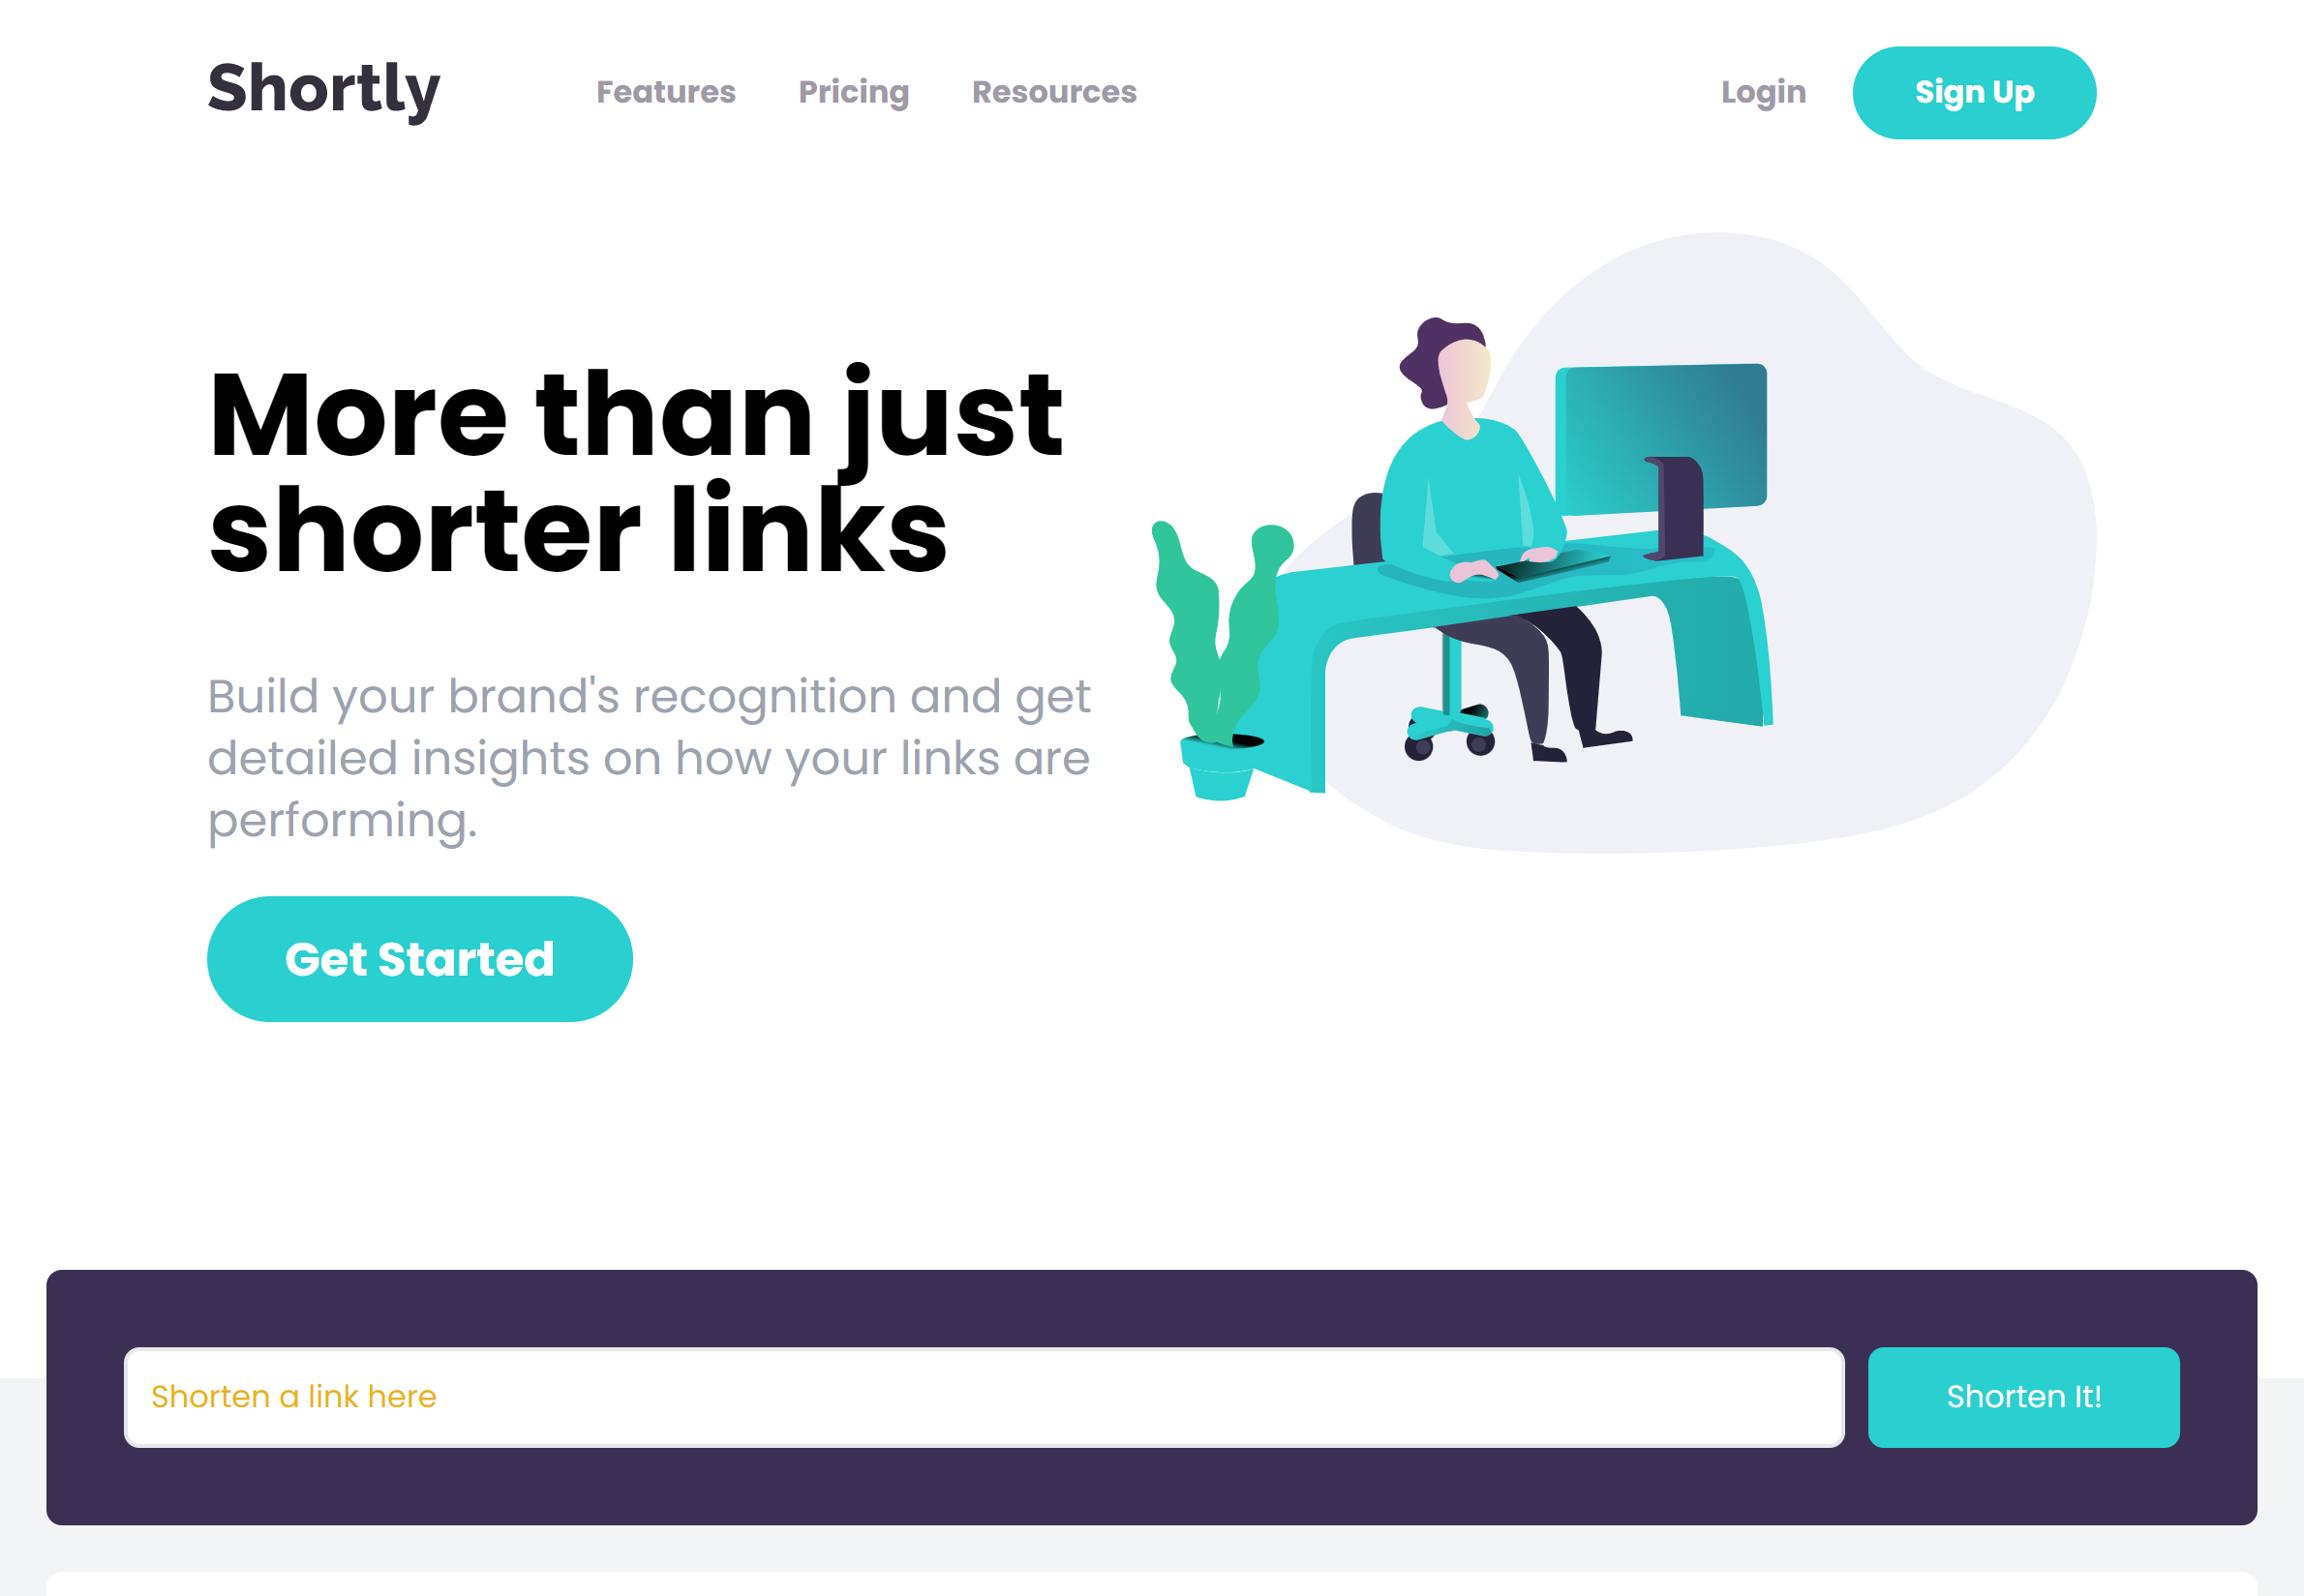 Shortly
Features
Pricing
Resources
Login
Sign Up
More than just
shorter links
Build your brand's recognition and get
detailed insights on how your links are
performing.
Get Started
Shorten a link here
Shorten It!